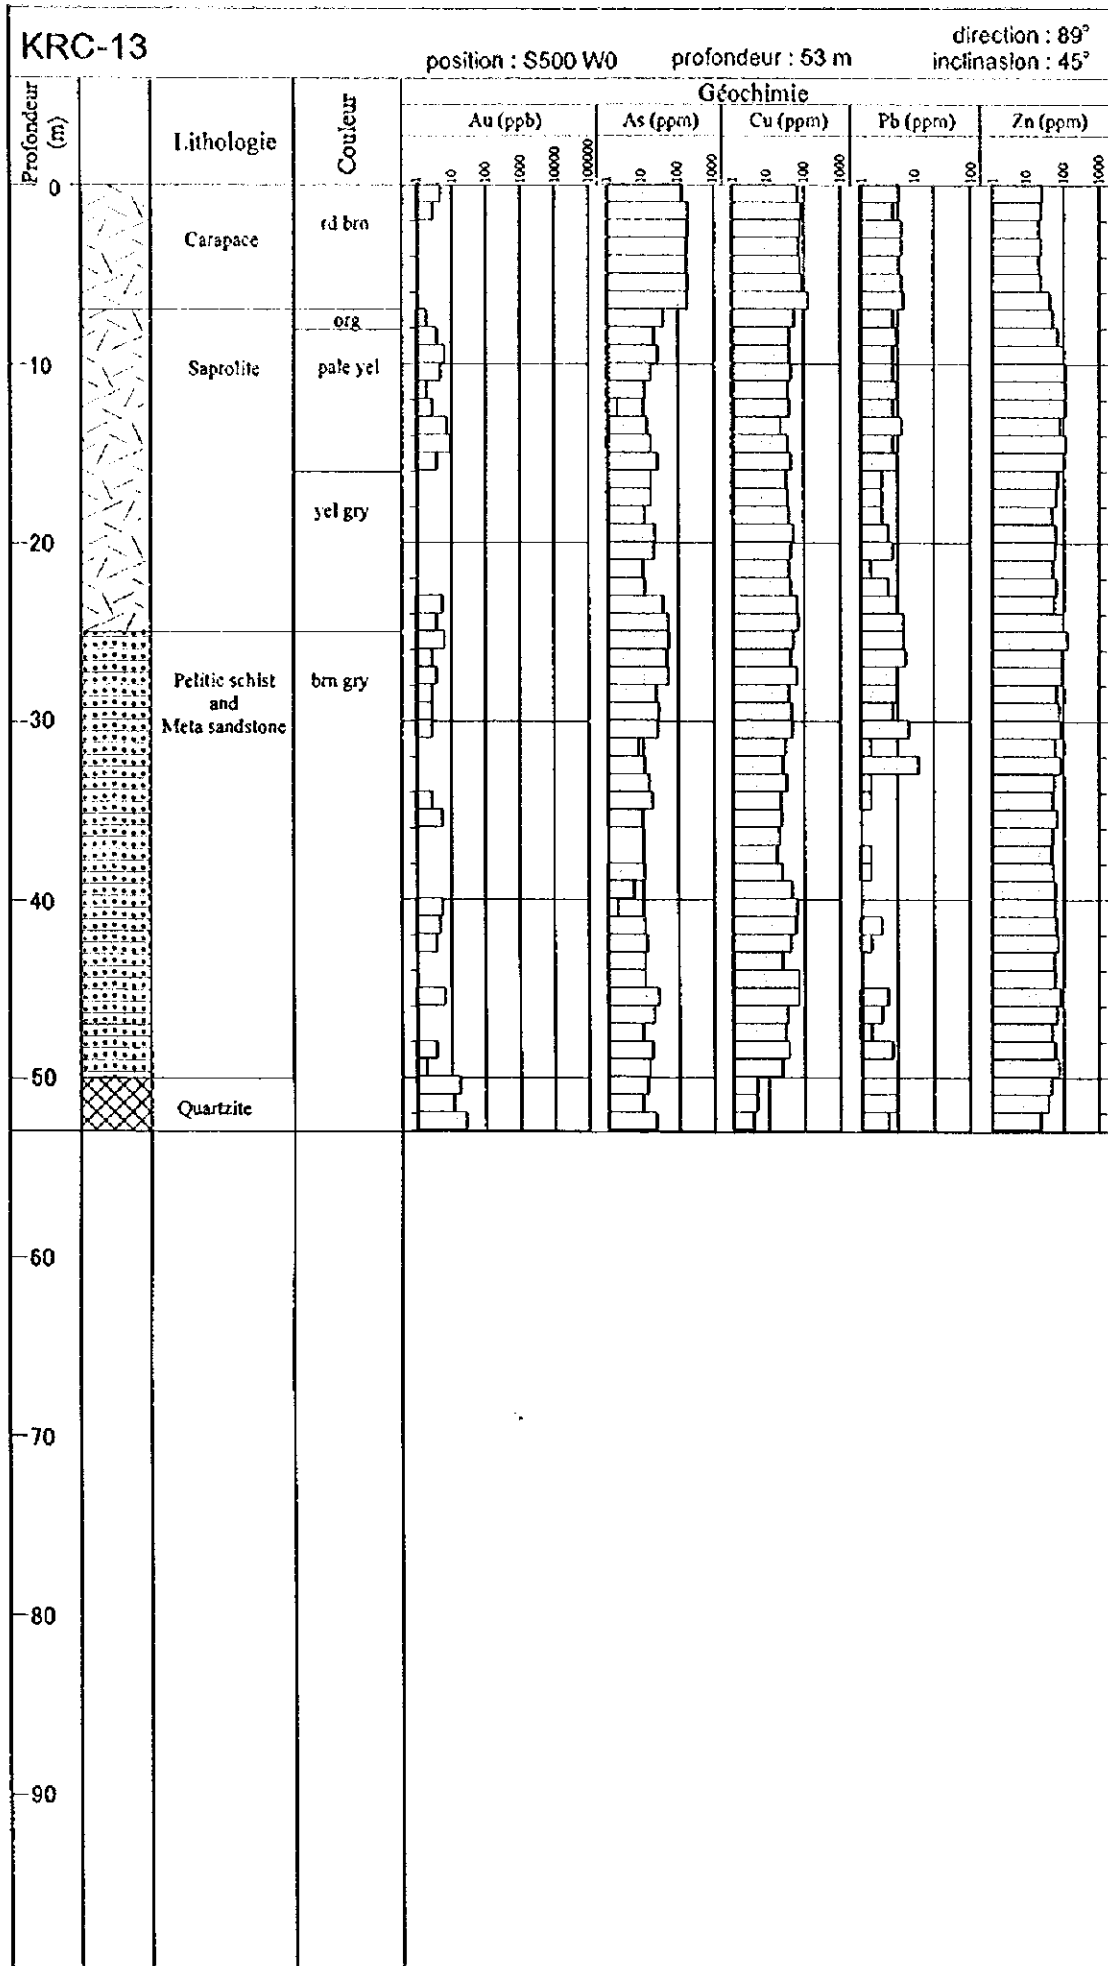 KRC-13
direction : 89°
position : S500 W0 profondeur : 53 m inclinasion : 45°
Profondeur (m)
Lithologie
Couleur
Géochimie
Au (ppb) As (ppm) Cu (ppm) Pb (ppm) Zn (ppm)
1 10 100 1000 10000 100000 1 10 100 1000 1 10 100 1000 1 10 100 1 10 100 1000
0
Carapace
rd brn
org
10
Saprolite
pale yel
yel gry
20
Pelitic schist
and
Meta sandstone
brn gry
30
40
50
Quartzite
60
70
80
90